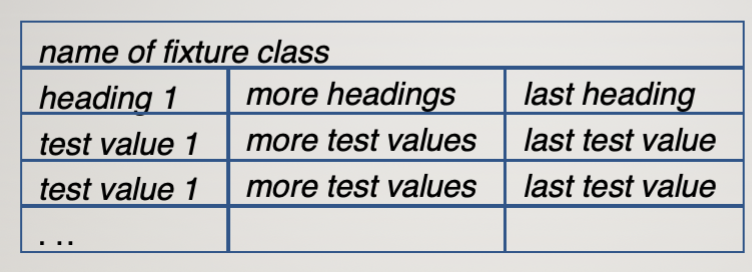 name of fixture class
heading 1 more headings last heading
test value 1 more test values last test value
test value 1 more test values last test value
. ..